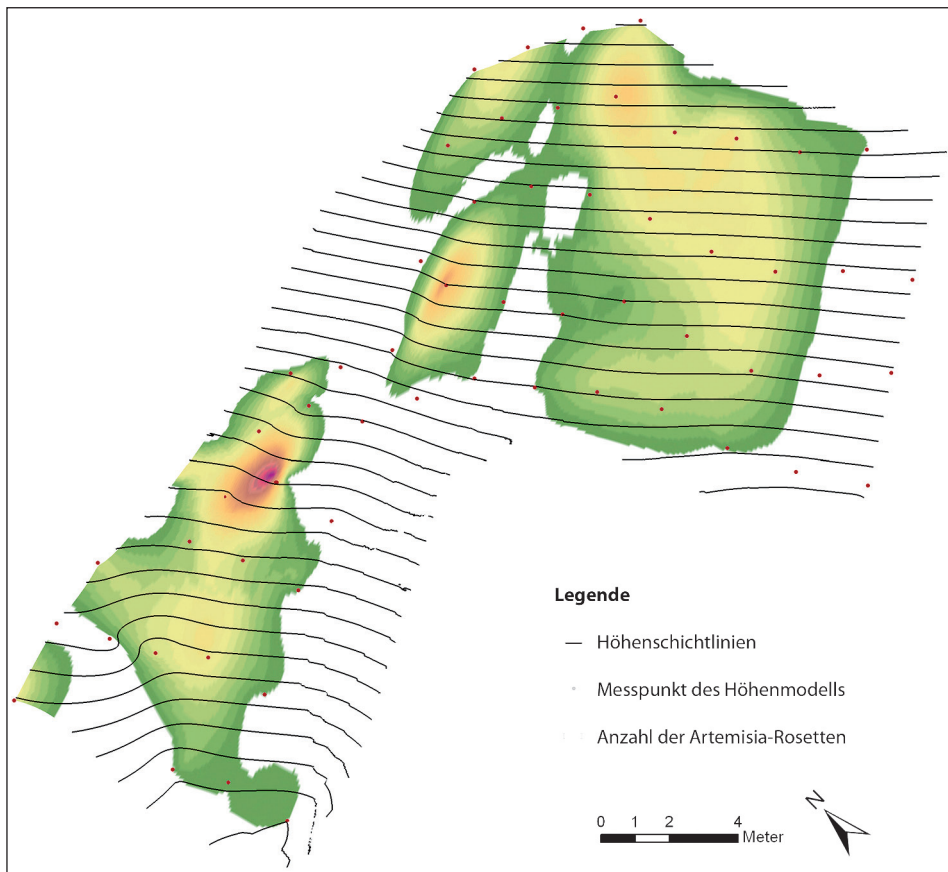 Legende
Höhenschichtlinien
Messpunkt des Höhenmodells
Anzahl der Artemisia-Rosetten
N
0 1 2 4
Meter